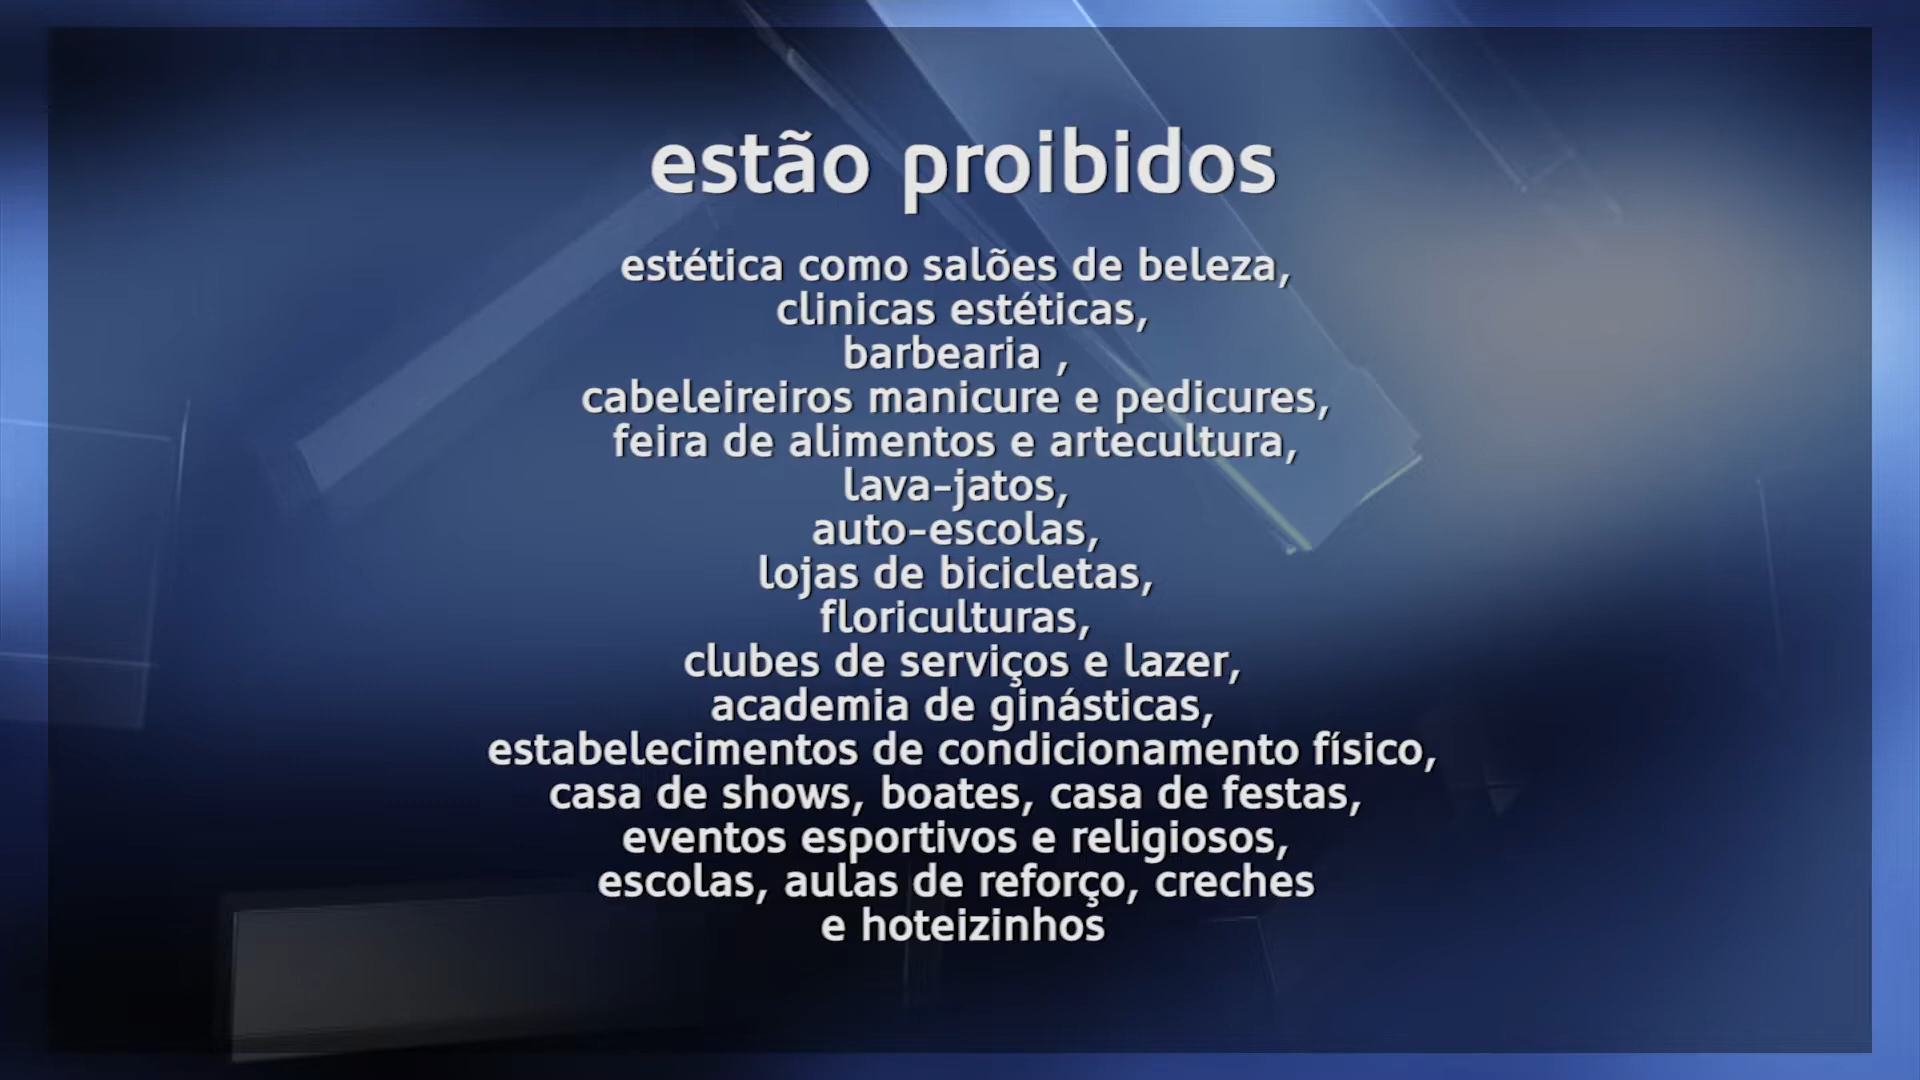 estão proibidos
estética como salões de beleza,
clinicas estéticas,
barbearia ,
cabeleireiros manicure e pedicures,
feira de alimentos e artecultura,
lava-jatos,
auto-escolas,
lojas de bicicletas,
floriculturas,
clubes de serviços e lazer,
academia de ginásticas,
estabelecimentos de condicionamento físico,
casa de shows, boates, casa de festas,
eventos esportivos e religiosos,
escolas, aulas de reforço, creches
e hoteizinhos